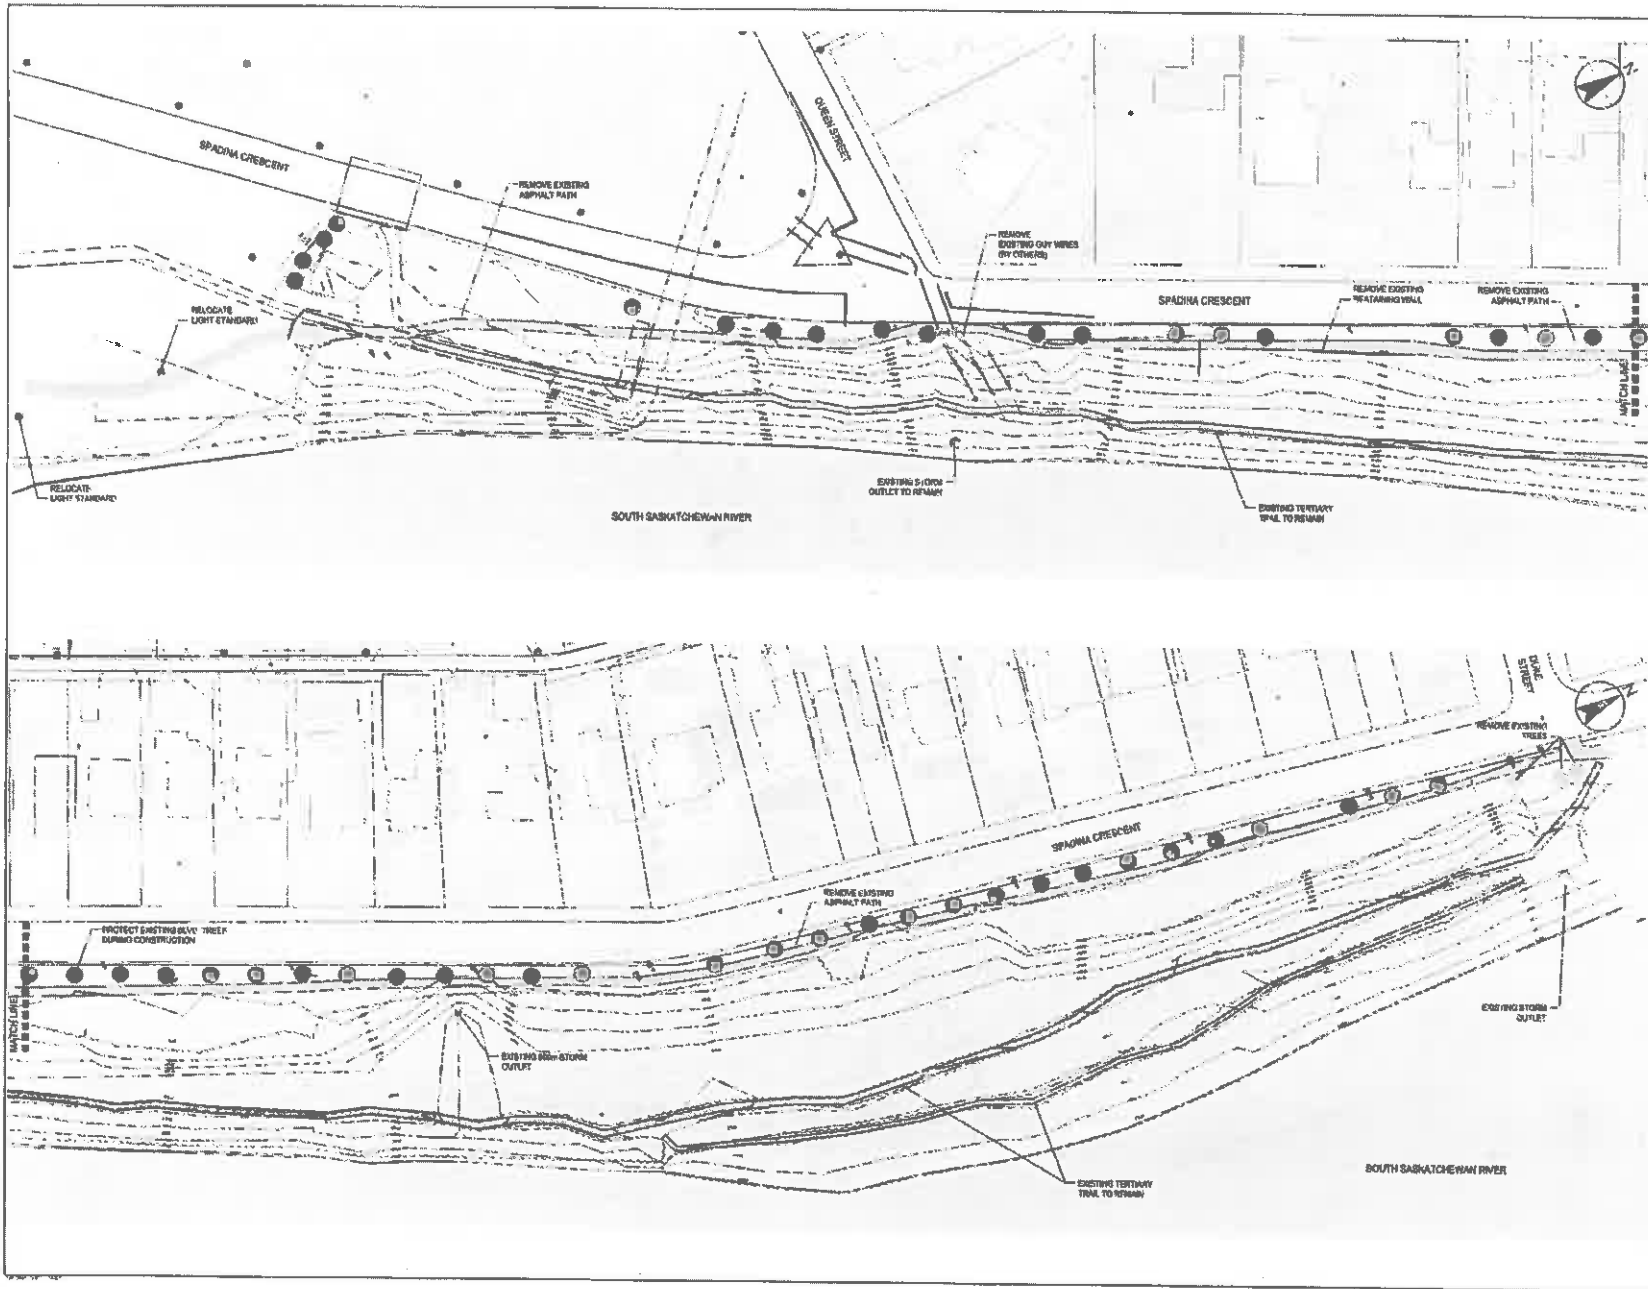 SPADINA CRESCENT
QUEEN STREET
REMOVE EXISTING
ASPHALT PATH
REMOVE
EXISTING GUY WIRES
(BY OTHERS)
SPADINA CRESCENT
REMOVE EXISTING
RETAINING WALL
REMOVE EXISTING
ASPHALT PATH
RELOCATE
LIGHT STANDARD
MATCH LINE
RELOCATE
LIGHT STANDARD
EXISTING STORM
OUTLET TO REMAIN
SOUTH SASKATCHEWAN RIVER
EXISTING TERTIARY
TRAIL TO REMAIN
DUKE
STREET
REMOVE EXISTING
TREES
SPADINA CRESCENT
REMOVE EXISTING
ASPHALT PATH
PROTECT EXISTING BLVD TREES
DURING CONSTRUCTION
MATCH LINE
EXISTING STORM
OUTLET
EXISTING STORM
OUTLET
SOUTH SASKATCHEWAN RIVER
EXISTING TERTIARY
TRAIL TO REMAIN